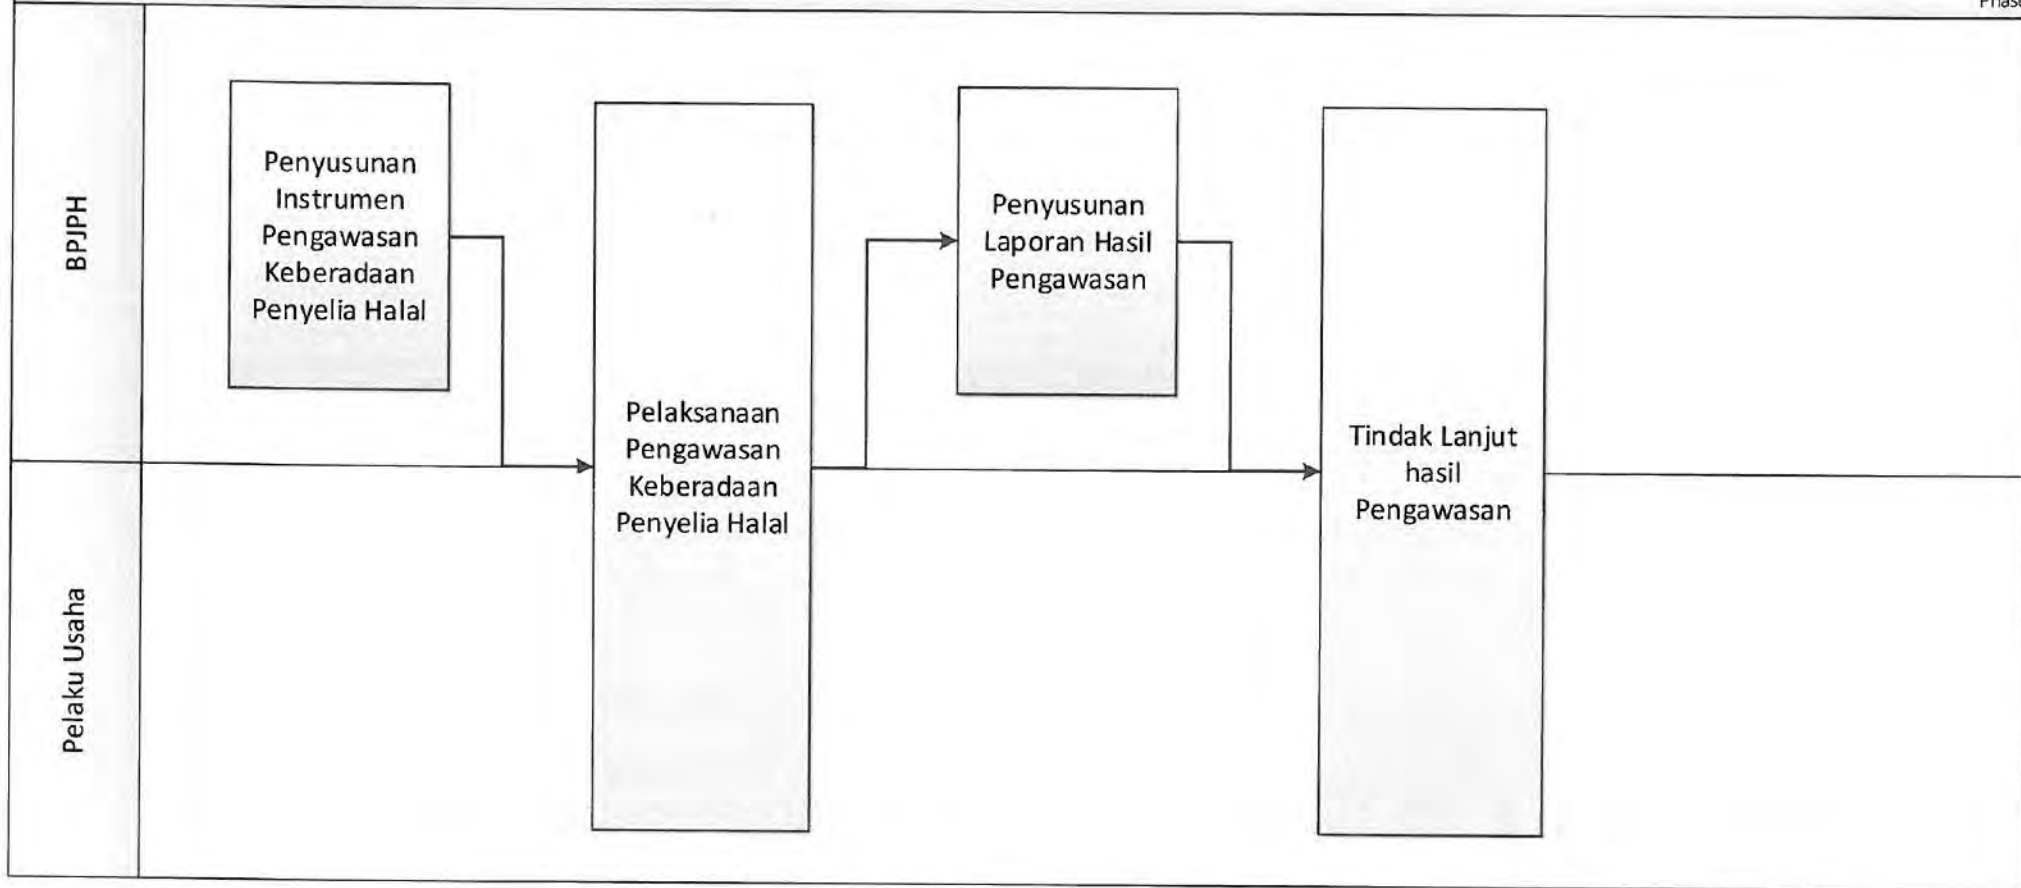 Phase
BPJPH
Penyusunan
Instrumen
Pengawasan
Keberadaan
Penyelia Halal
Pelaksanaan
Pengawasan
Keberadaan
Penyelia Halal
Penyusunan
Laporan Hasil
Pengawasan
Tindak Lanjut
hasil
Pengawasan
Pelaku Usaha